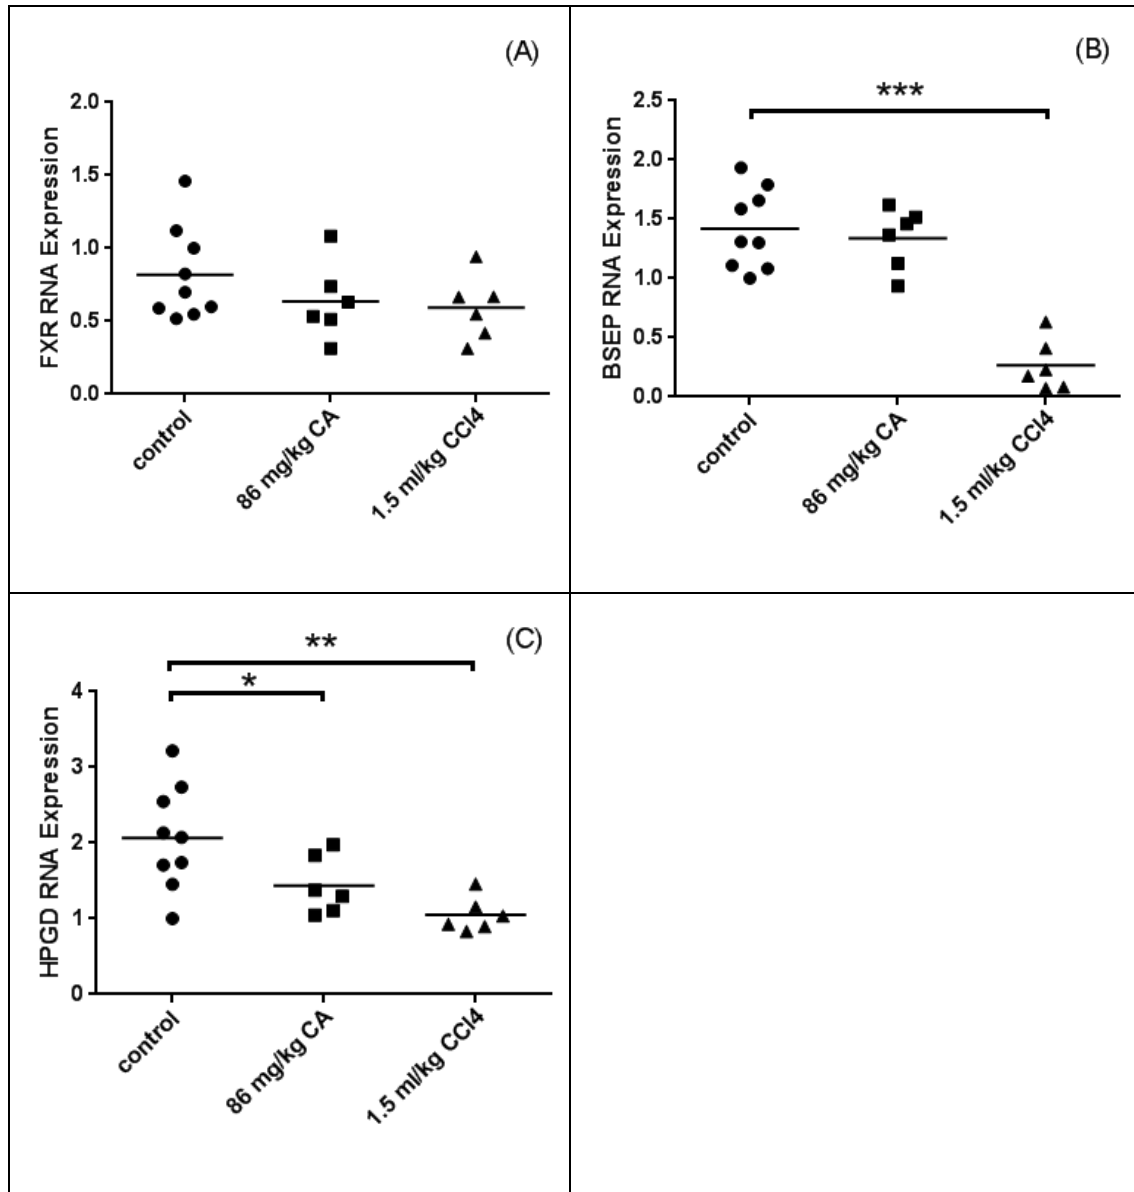 (A)
FXR RNA Expression
2.0
1.5
1.0
0.5
0.0
control
86 mg/kg CA
1.5 ml/kg CCl4
(B)
***
BSEP RNA Expression
2.5
2.0
1.5
1.0
0.5
0.0
control
86 mg/kg CA
1.5 ml/kg CCl4
(C)
**
*
HPGD RNA Expression
4
3
2
1
0
control
86 mg/kg CA
1.5 ml/kg CCl4